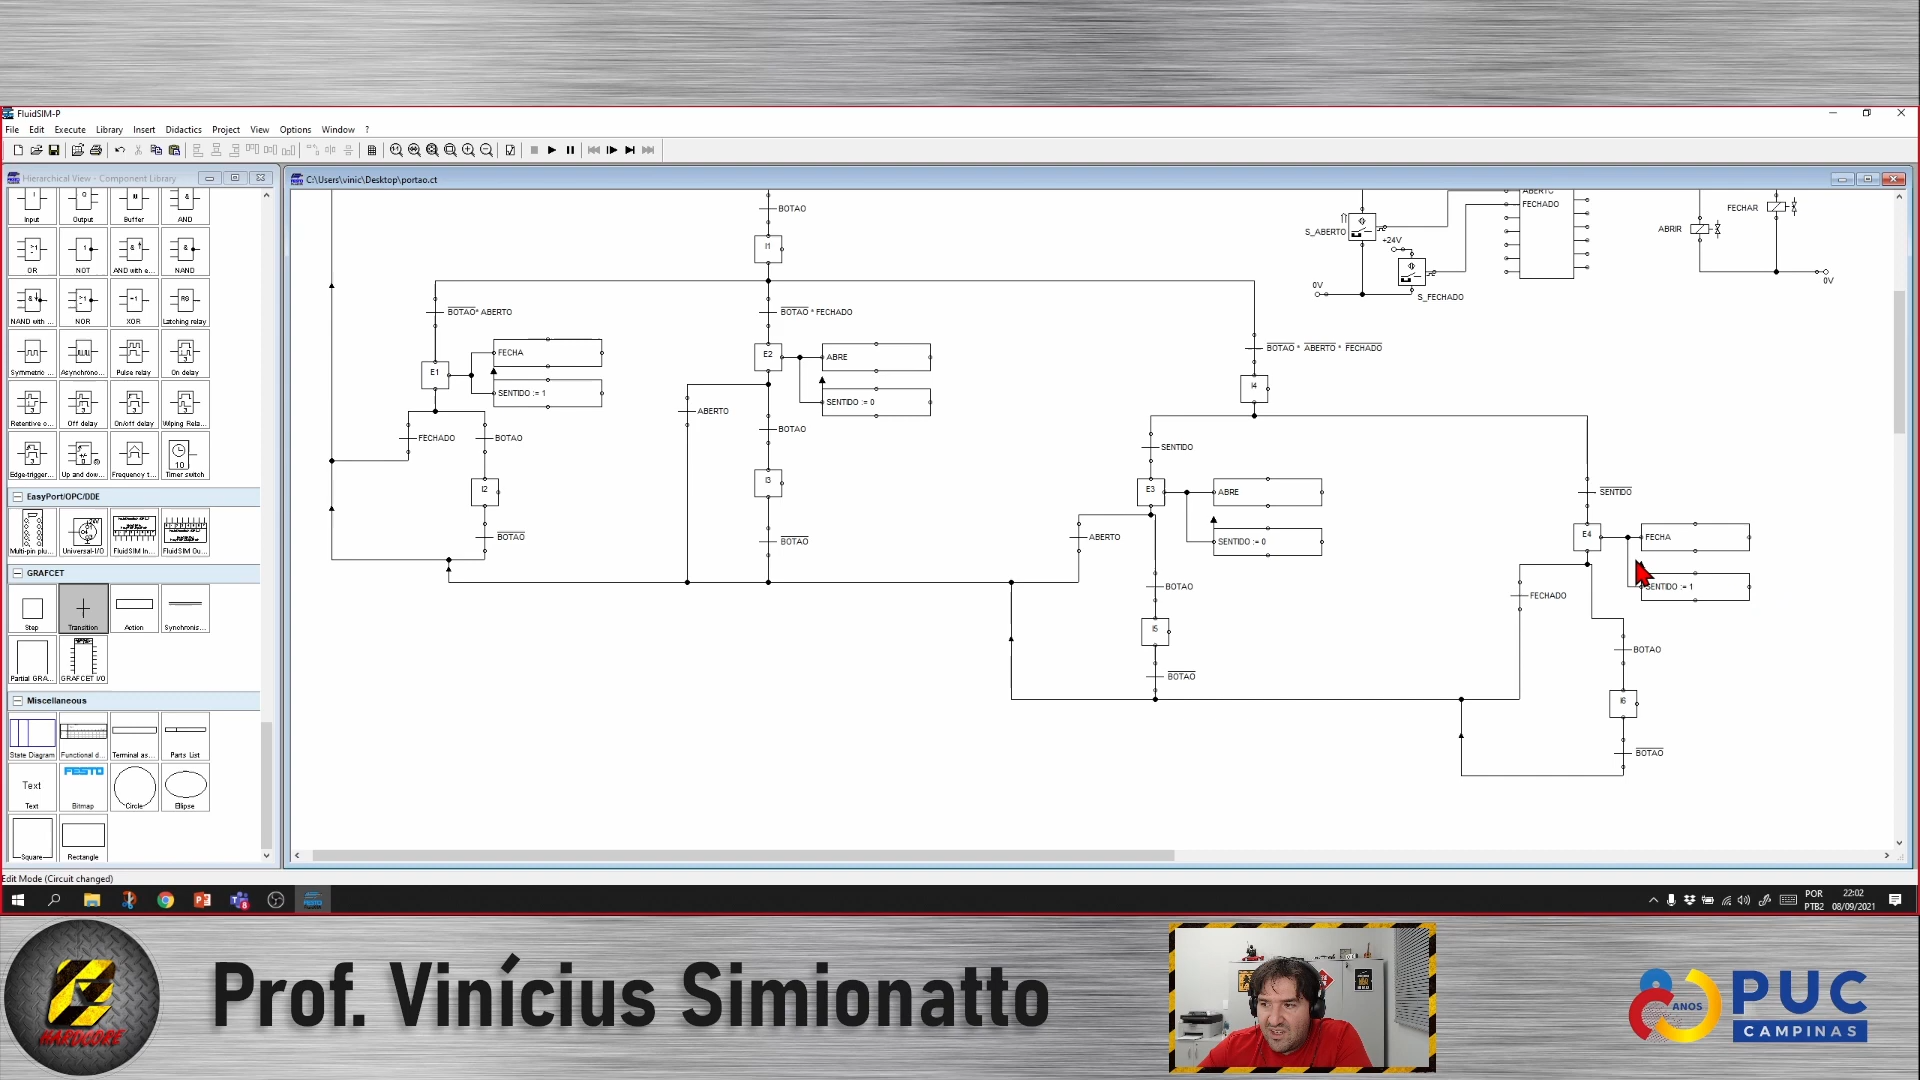 FluidSIM-P
File Edit Execute Library Insert Didactics Project View Options Window ?
Hierarchical View - Component Library
Input Output Buffer AND
OR NOT AND with e... NAND
NAND with ... NOR XOR Latching relay
Symmetric ... Asynchrono... Pulse relay On delay
Retentive o... Off delay On/off delay Wiping Rela...
Edge-trigger... Up and dow... Frequency t... Timer switch
EasyPort/OPC/DDE
Multi-pin plu... Universal-I/O FluidSIM In... FluidSIM Ou...
GRAFCET
Step Transition Action Synchronis...
Partial GRA... GRAFCET I/O
Miscellaneous
State Diagram Functional d... Terminal as... Parts List
Text
FESTO
Text Bitmap Circle Ellipse
Square Rectangle
C:\Users\vinic\Desktop\portao.ct
BOTAO
I1
BOTAO* ABERTO
BOTAO * FECHADO
BOTAO * ABERTO * FECHADO
E1
FECHA
SENTIDO := 1
FECHADO
BOTAO
I2
BOTAO
E2
ABRE
SENTIDO := 0
ABERTO
BOTAO
I3
BOTAO
I4
SENTIDO
E3
ABRE
SENTIDO := 0
ABERTO
BOTAO
I5
BOTAO
SENTIDO
E4
FECHA
SENTIDO := 1
FECHADO
BOTAO
I6
BOTAO
ABERTO
FECHADO
S_ABERTO
+24V
0V
S_FECHADO
FECHAR
ABRIR
0V
Edit Mode (Circuit changed)
POR
PTB2
22:02
08/09/2021
HARDCORE
Prof. Vinícius Simionatto
80 ANOS
PUC
CAMPINAS